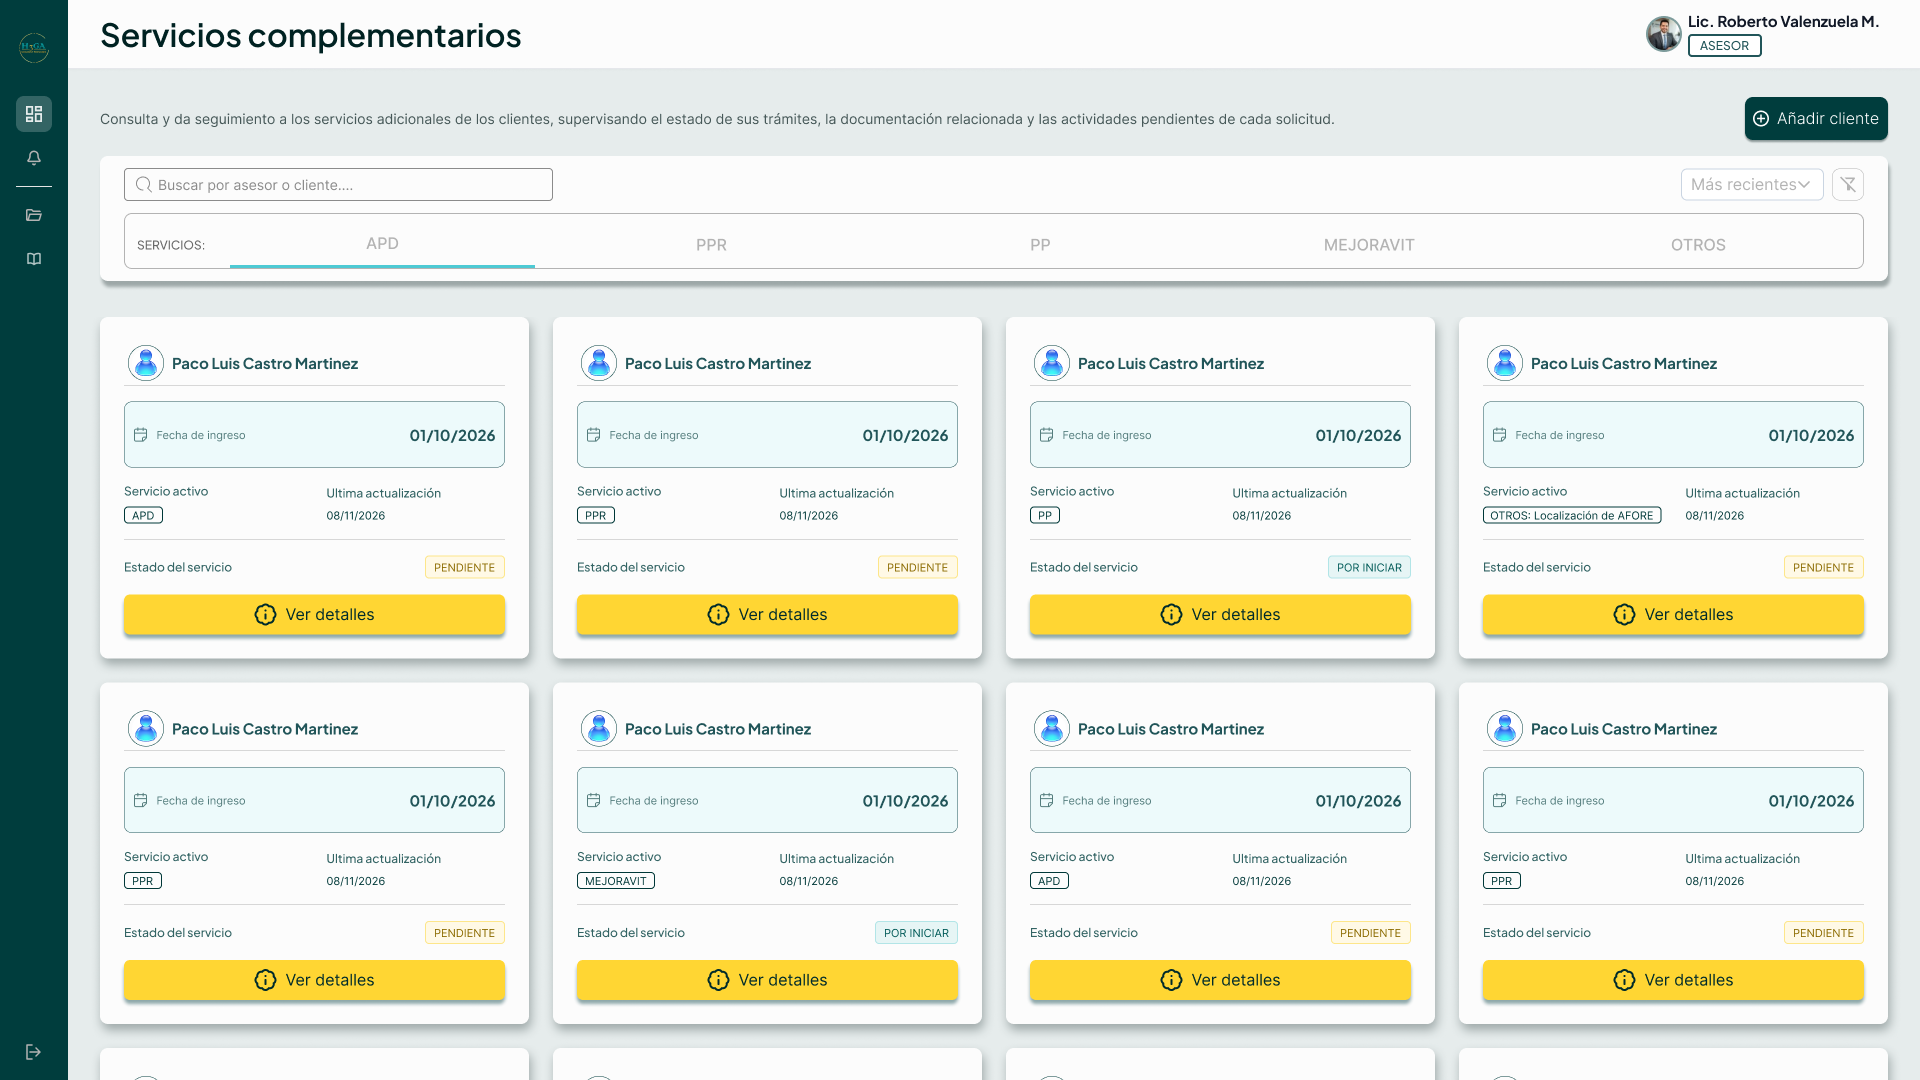 Servicios complementarios
Lic. Roberto Valenzuela M.
ASESOR
Consulta y da seguimiento a los servicios adicionales de los clientes, supervisando el estado de sus trámites, la documentación relacionada y las actividades pendientes de cada solicitud.
Añadir cliente
Buscar por asesor o cliente....
Más recientes
SERVICIOS:
APD
PPR
PP
MEJORAVIT
OTROS
Paco Luis Castro Martinez
Fecha de ingreso
01/10/2026
Servicio activo
Ultima actualización
APD
08/11/2026
Estado del servicio
PENDIENTE
Ver detalles
Paco Luis Castro Martinez
Fecha de ingreso
01/10/2026
Servicio activo
Ultima actualización
PPR
08/11/2026
Estado del servicio
PENDIENTE
Ver detalles
Paco Luis Castro Martinez
Fecha de ingreso
01/10/2026
Servicio activo
Ultima actualización
PP
08/11/2026
Estado del servicio
POR INICIAR
Ver detalles
Paco Luis Castro Martinez
Fecha de ingreso
01/10/2026
Servicio activo
Ultima actualización
OTROS: Localización de AFORE
08/11/2026
Estado del servicio
PENDIENTE
Ver detalles
Paco Luis Castro Martinez
Fecha de ingreso
01/10/2026
Servicio activo
Ultima actualización
PPR
08/11/2026
Estado del servicio
PENDIENTE
Ver detalles
Paco Luis Castro Martinez
Fecha de ingreso
01/10/2026
Servicio activo
Ultima actualización
MEJORAVIT
08/11/2026
Estado del servicio
POR INICIAR
Ver detalles
Paco Luis Castro Martinez
Fecha de ingreso
01/10/2026
Servicio activo
Ultima actualización
APD
08/11/2026
Estado del servicio
PENDIENTE
Ver detalles
Paco Luis Castro Martinez
Fecha de ingreso
01/10/2026
Servicio activo
Ultima actualización
PPR
08/11/2026
Estado del servicio
PENDIENTE
Ver detalles